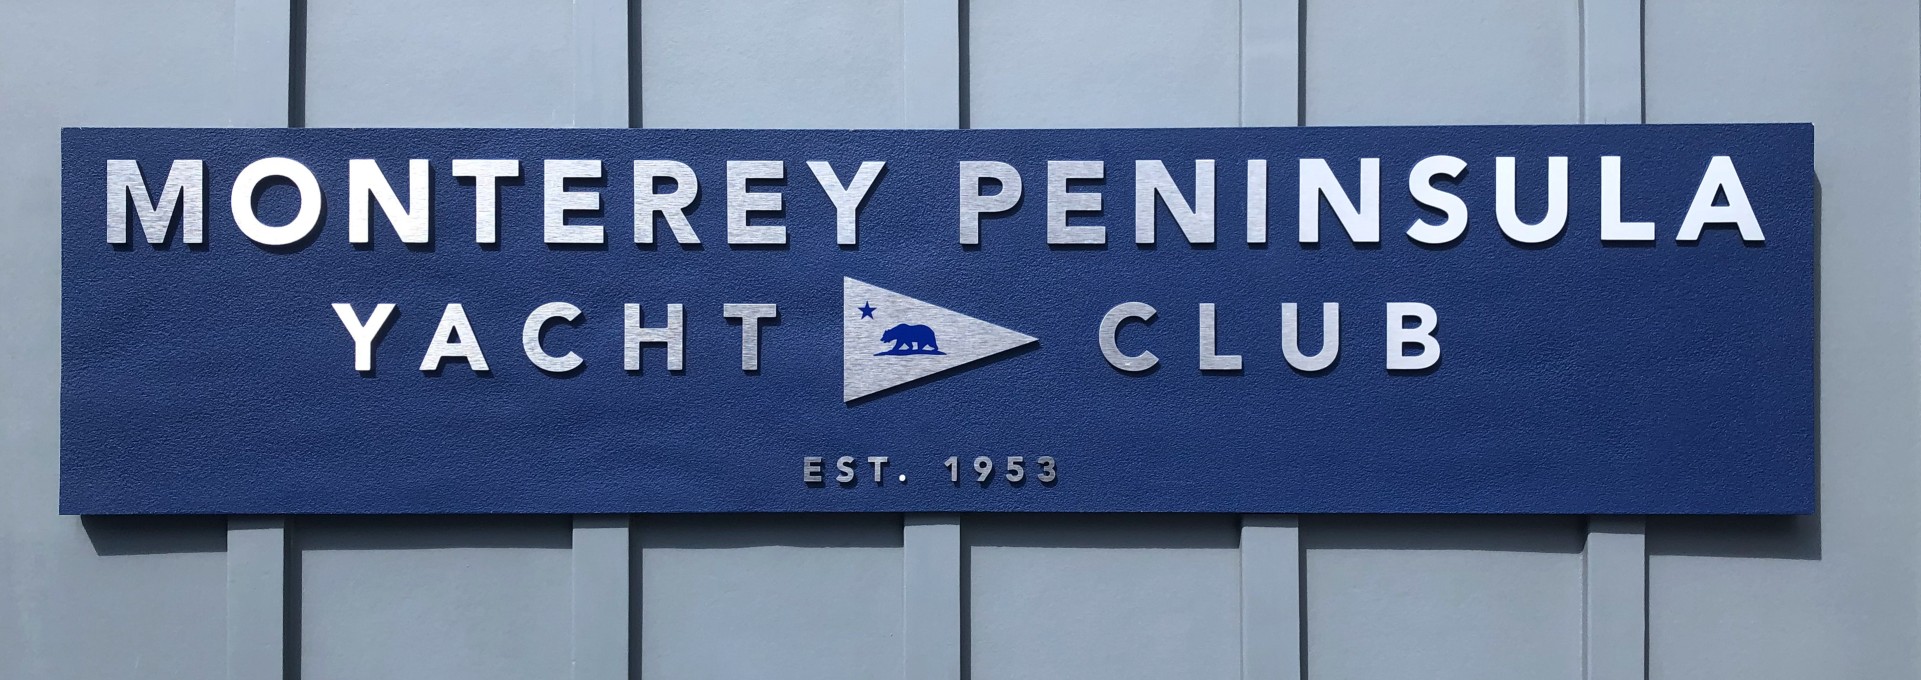 MONTEREY PENINSULA
YACHT CLUB
EST. 1953